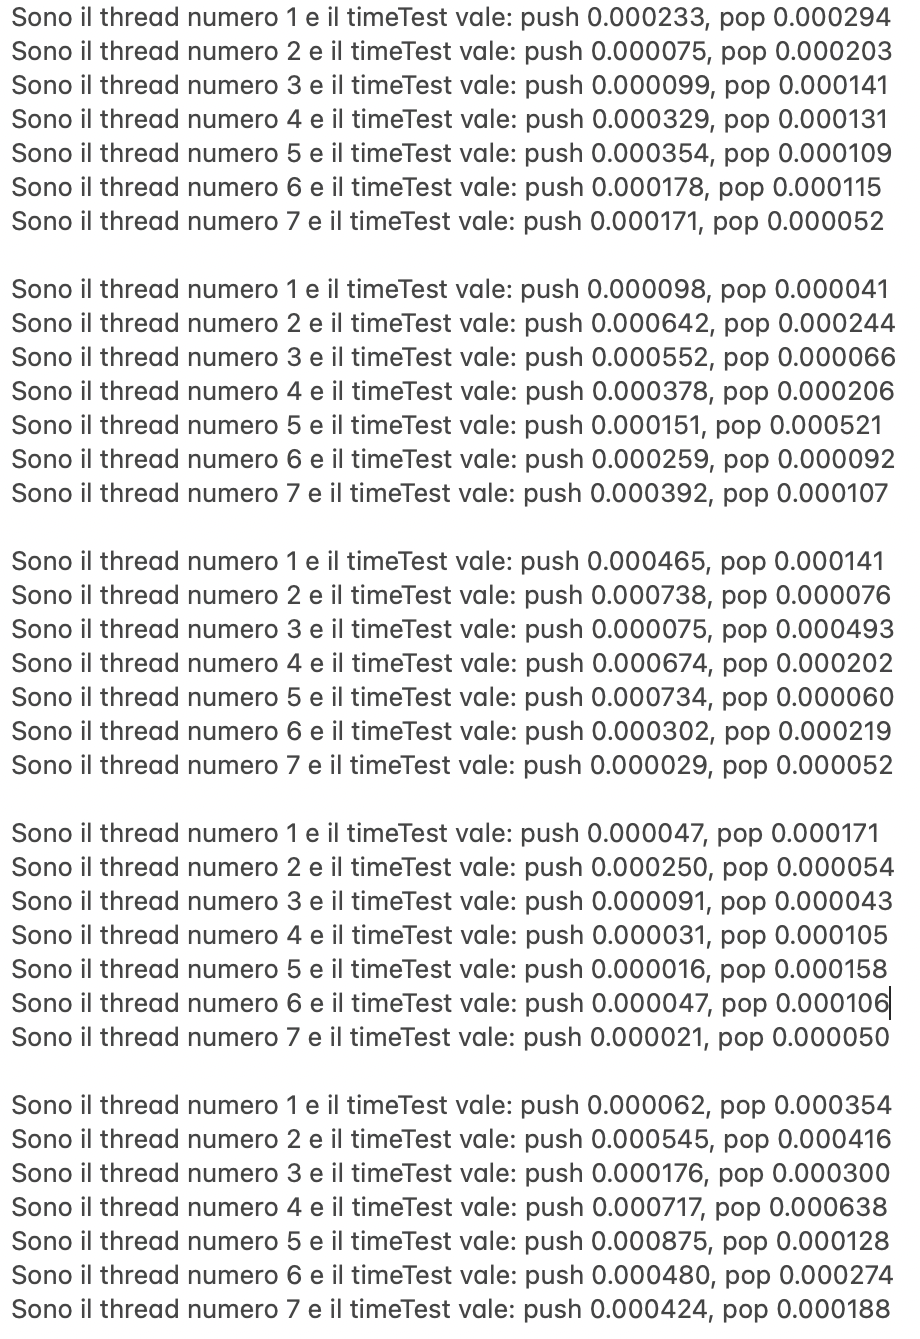 Sono il thread numero 1 e il timeTest vale: push 0.000233, pop 0.000294
Sono il thread numero 2 e il timeTest vale: push 0.000075, pop 0.000203
Sono il thread numero 3 e il timeTest vale: push 0.000099, pop 0.000141
Sono il thread numero 4 e il timeTest vale: push 0.000329, pop 0.000131
Sono il thread numero 5 e il timeTest vale: push 0.000354, pop 0.000109
Sono il thread numero 6 e il timeTest vale: push 0.000178, pop 0.000115
Sono il thread numero 7 e il timeTest vale: push 0.000171, pop 0.000052

Sono il thread numero 1 e il timeTest vale: push 0.000098, pop 0.000041
Sono il thread numero 2 e il timeTest vale: push 0.000642, pop 0.000244
Sono il thread numero 3 e il timeTest vale: push 0.000552, pop 0.000066
Sono il thread numero 4 e il timeTest vale: push 0.000378, pop 0.000206
Sono il thread numero 5 e il timeTest vale: push 0.000151, pop 0.000521
Sono il thread numero 6 e il timeTest vale: push 0.000259, pop 0.000092
Sono il thread numero 7 e il timeTest vale: push 0.000392, pop 0.000107

Sono il thread numero 1 e il timeTest vale: push 0.000465, pop 0.000141
Sono il thread numero 2 e il timeTest vale: push 0.000738, pop 0.000076
Sono il thread numero 3 e il timeTest vale: push 0.000075, pop 0.000493
Sono il thread numero 4 e il timeTest vale: push 0.000674, pop 0.000202
Sono il thread numero 5 e il timeTest vale: push 0.000734, pop 0.000060
Sono il thread numero 6 e il timeTest vale: push 0.000302, pop 0.000219
Sono il thread numero 7 e il timeTest vale: push 0.000029, pop 0.000052

Sono il thread numero 1 e il timeTest vale: push 0.000047, pop 0.000171
Sono il thread numero 2 e il timeTest vale: push 0.000250, pop 0.000054
Sono il thread numero 3 e il timeTest vale: push 0.000091, pop 0.000043
Sono il thread numero 4 e il timeTest vale: push 0.000031, pop 0.000105
Sono il thread numero 5 e il timeTest vale: push 0.000016, pop 0.000158
Sono il thread numero 6 e il timeTest vale: push 0.000047, pop 0.000106
Sono il thread numero 7 e il timeTest vale: push 0.000021, pop 0.000050

Sono il thread numero 1 e il timeTest vale: push 0.000062, pop 0.000354
Sono il thread numero 2 e il timeTest vale: push 0.000545, pop 0.000416
Sono il thread numero 3 e il timeTest vale: push 0.000176, pop 0.000300
Sono il thread numero 4 e il timeTest vale: push 0.000717, pop 0.000638
Sono il thread numero 5 e il timeTest vale: push 0.000875, pop 0.000128
Sono il thread numero 6 e il timeTest vale: push 0.000480, pop 0.000274
Sono il thread numero 7 e il timeTest vale: push 0.000424, pop 0.000188